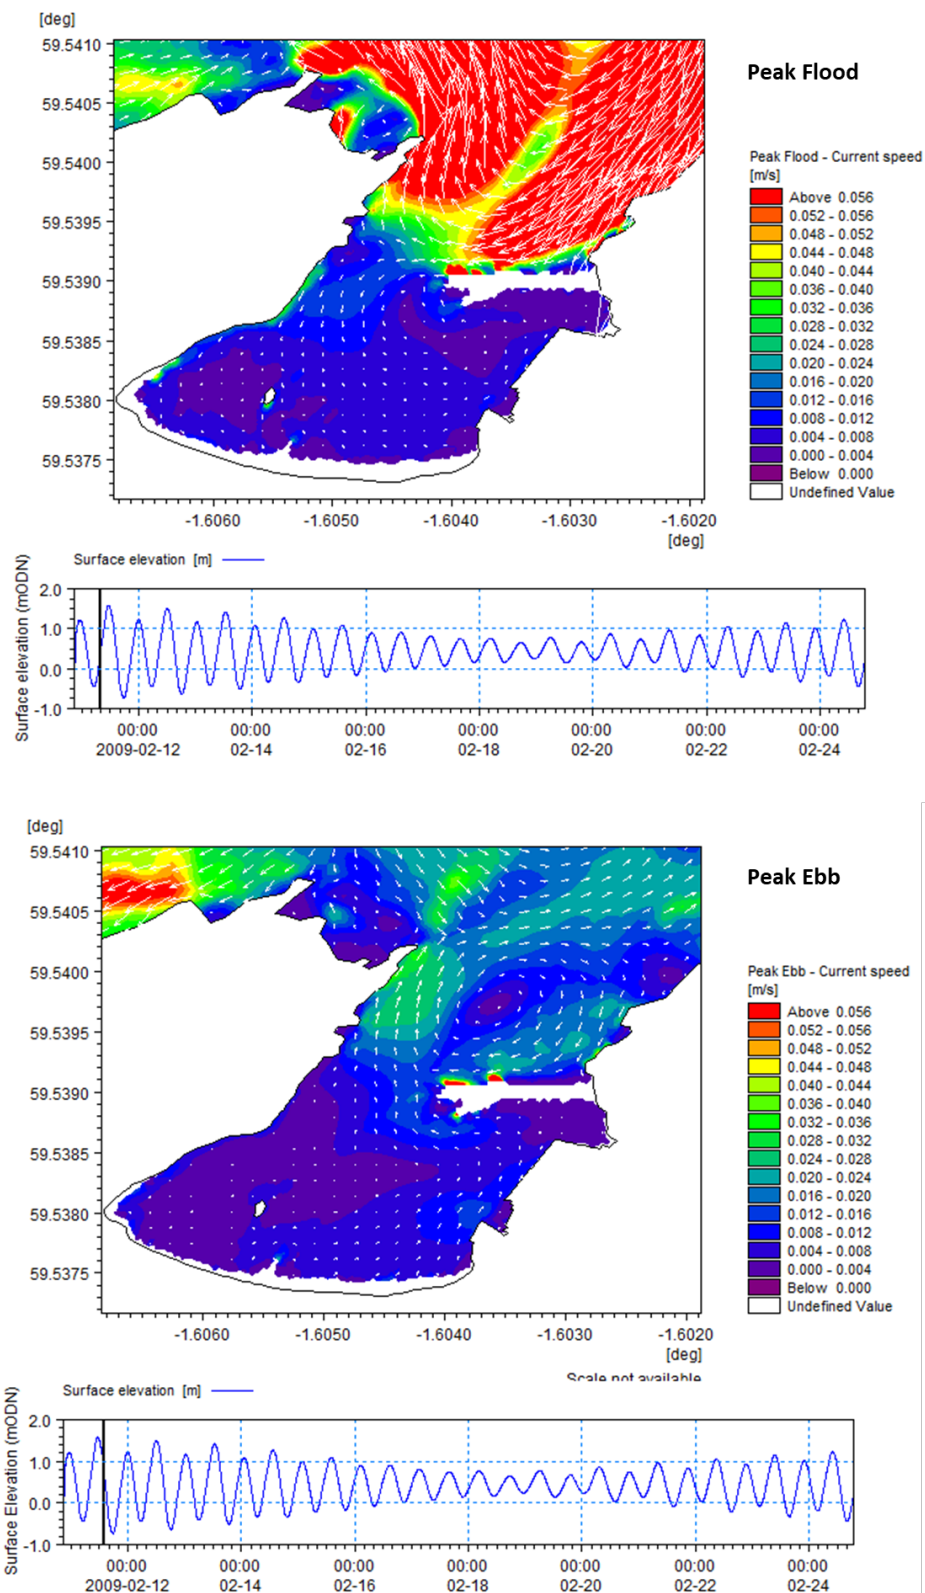 [deg]
59.5410
59.5405
59.5400
59.5395
59.5390
59.5385
59.5380
59.5375
-1.6060 -1.6050 -1.6040 -1.6030 -1.6020
[deg]
Peak Flood
Peak Flood - Current speed
[m/s]
Above 0.056
0.052 - 0.056
0.048 - 0.052
0.044 - 0.048
0.040 - 0.044
0.036 - 0.040
0.032 - 0.036
0.028 - 0.032
0.024 - 0.028
0.020 - 0.024
0.016 - 0.020
0.012 - 0.016
0.008 - 0.012
0.004 - 0.008
0.000 - 0.004
Below 0.000
Undefined Value
Surface elevation [m]
Surface elevation (mODN)
2.0
1.0
0.0
-1.0
00:00 00:00 00:00 00:00 00:00 00:00 00:00
2009-02-12 02-14 02-16 02-18 02-20 02-22 02-24
[deg]
59.5410
59.5405
59.5400
59.5395
59.5390
59.5385
59.5380
59.5375
-1.6060 -1.6050 -1.6040 -1.6030 -1.6020
[deg]
Scale not available
Peak Ebb
Peak Ebb - Current speed
[m/s]
Above 0.056
0.052 - 0.056
0.048 - 0.052
0.044 - 0.048
0.040 - 0.044
0.036 - 0.040
0.032 - 0.036
0.028 - 0.032
0.024 - 0.028
0.020 - 0.024
0.016 - 0.020
0.012 - 0.016
0.008 - 0.012
0.004 - 0.008
0.000 - 0.004
Below 0.000
Undefined Value
Surface elevation [m]
Surface Elevation (mODN)
2.0
1.0
0.0
-1.0
00:00 00:00 00:00 00:00 00:00 00:00 00:00
2009-02-12 02-14 02-16 02-18 02-20 02-22 02-24